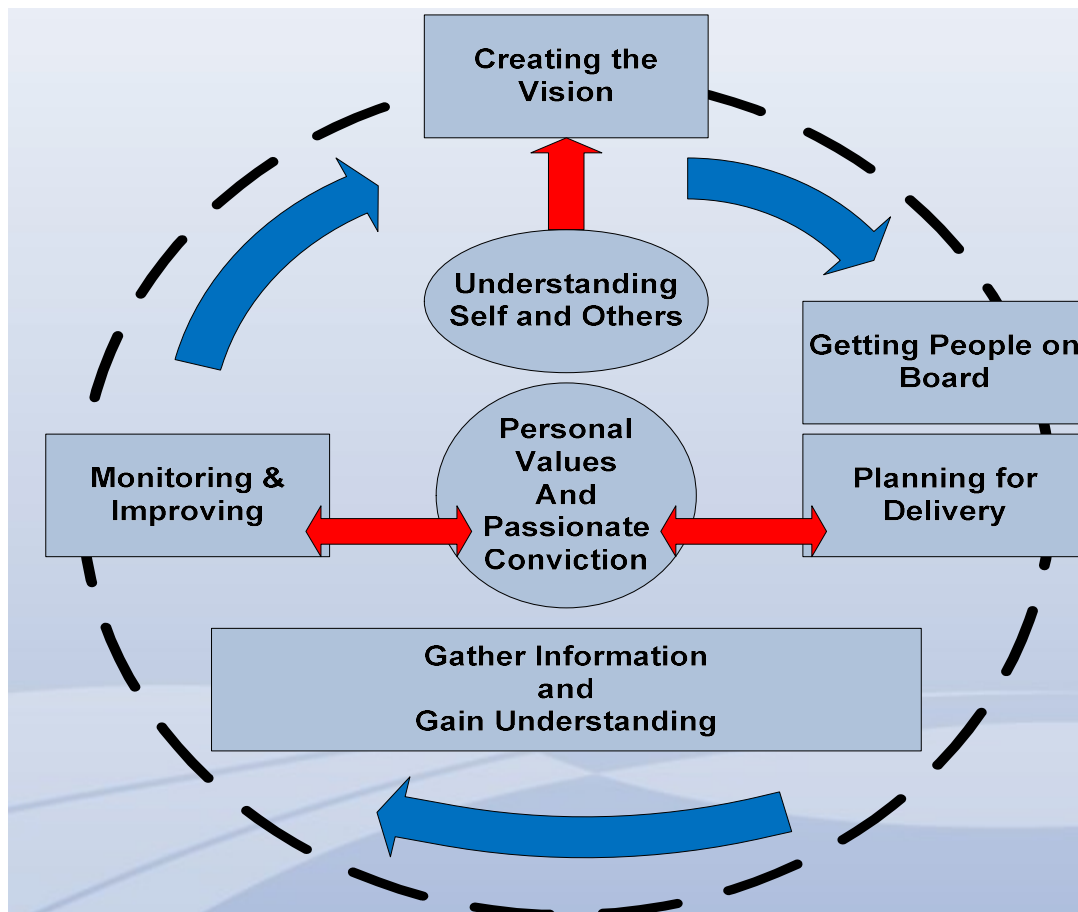 Creating the
Vision
Understanding
Self and Others
Getting People on
Board
Personal
Values
And
Passionate
Conviction
Monitoring &
Improving
Planning for
Delivery
Gather Information
and
Gain Understanding